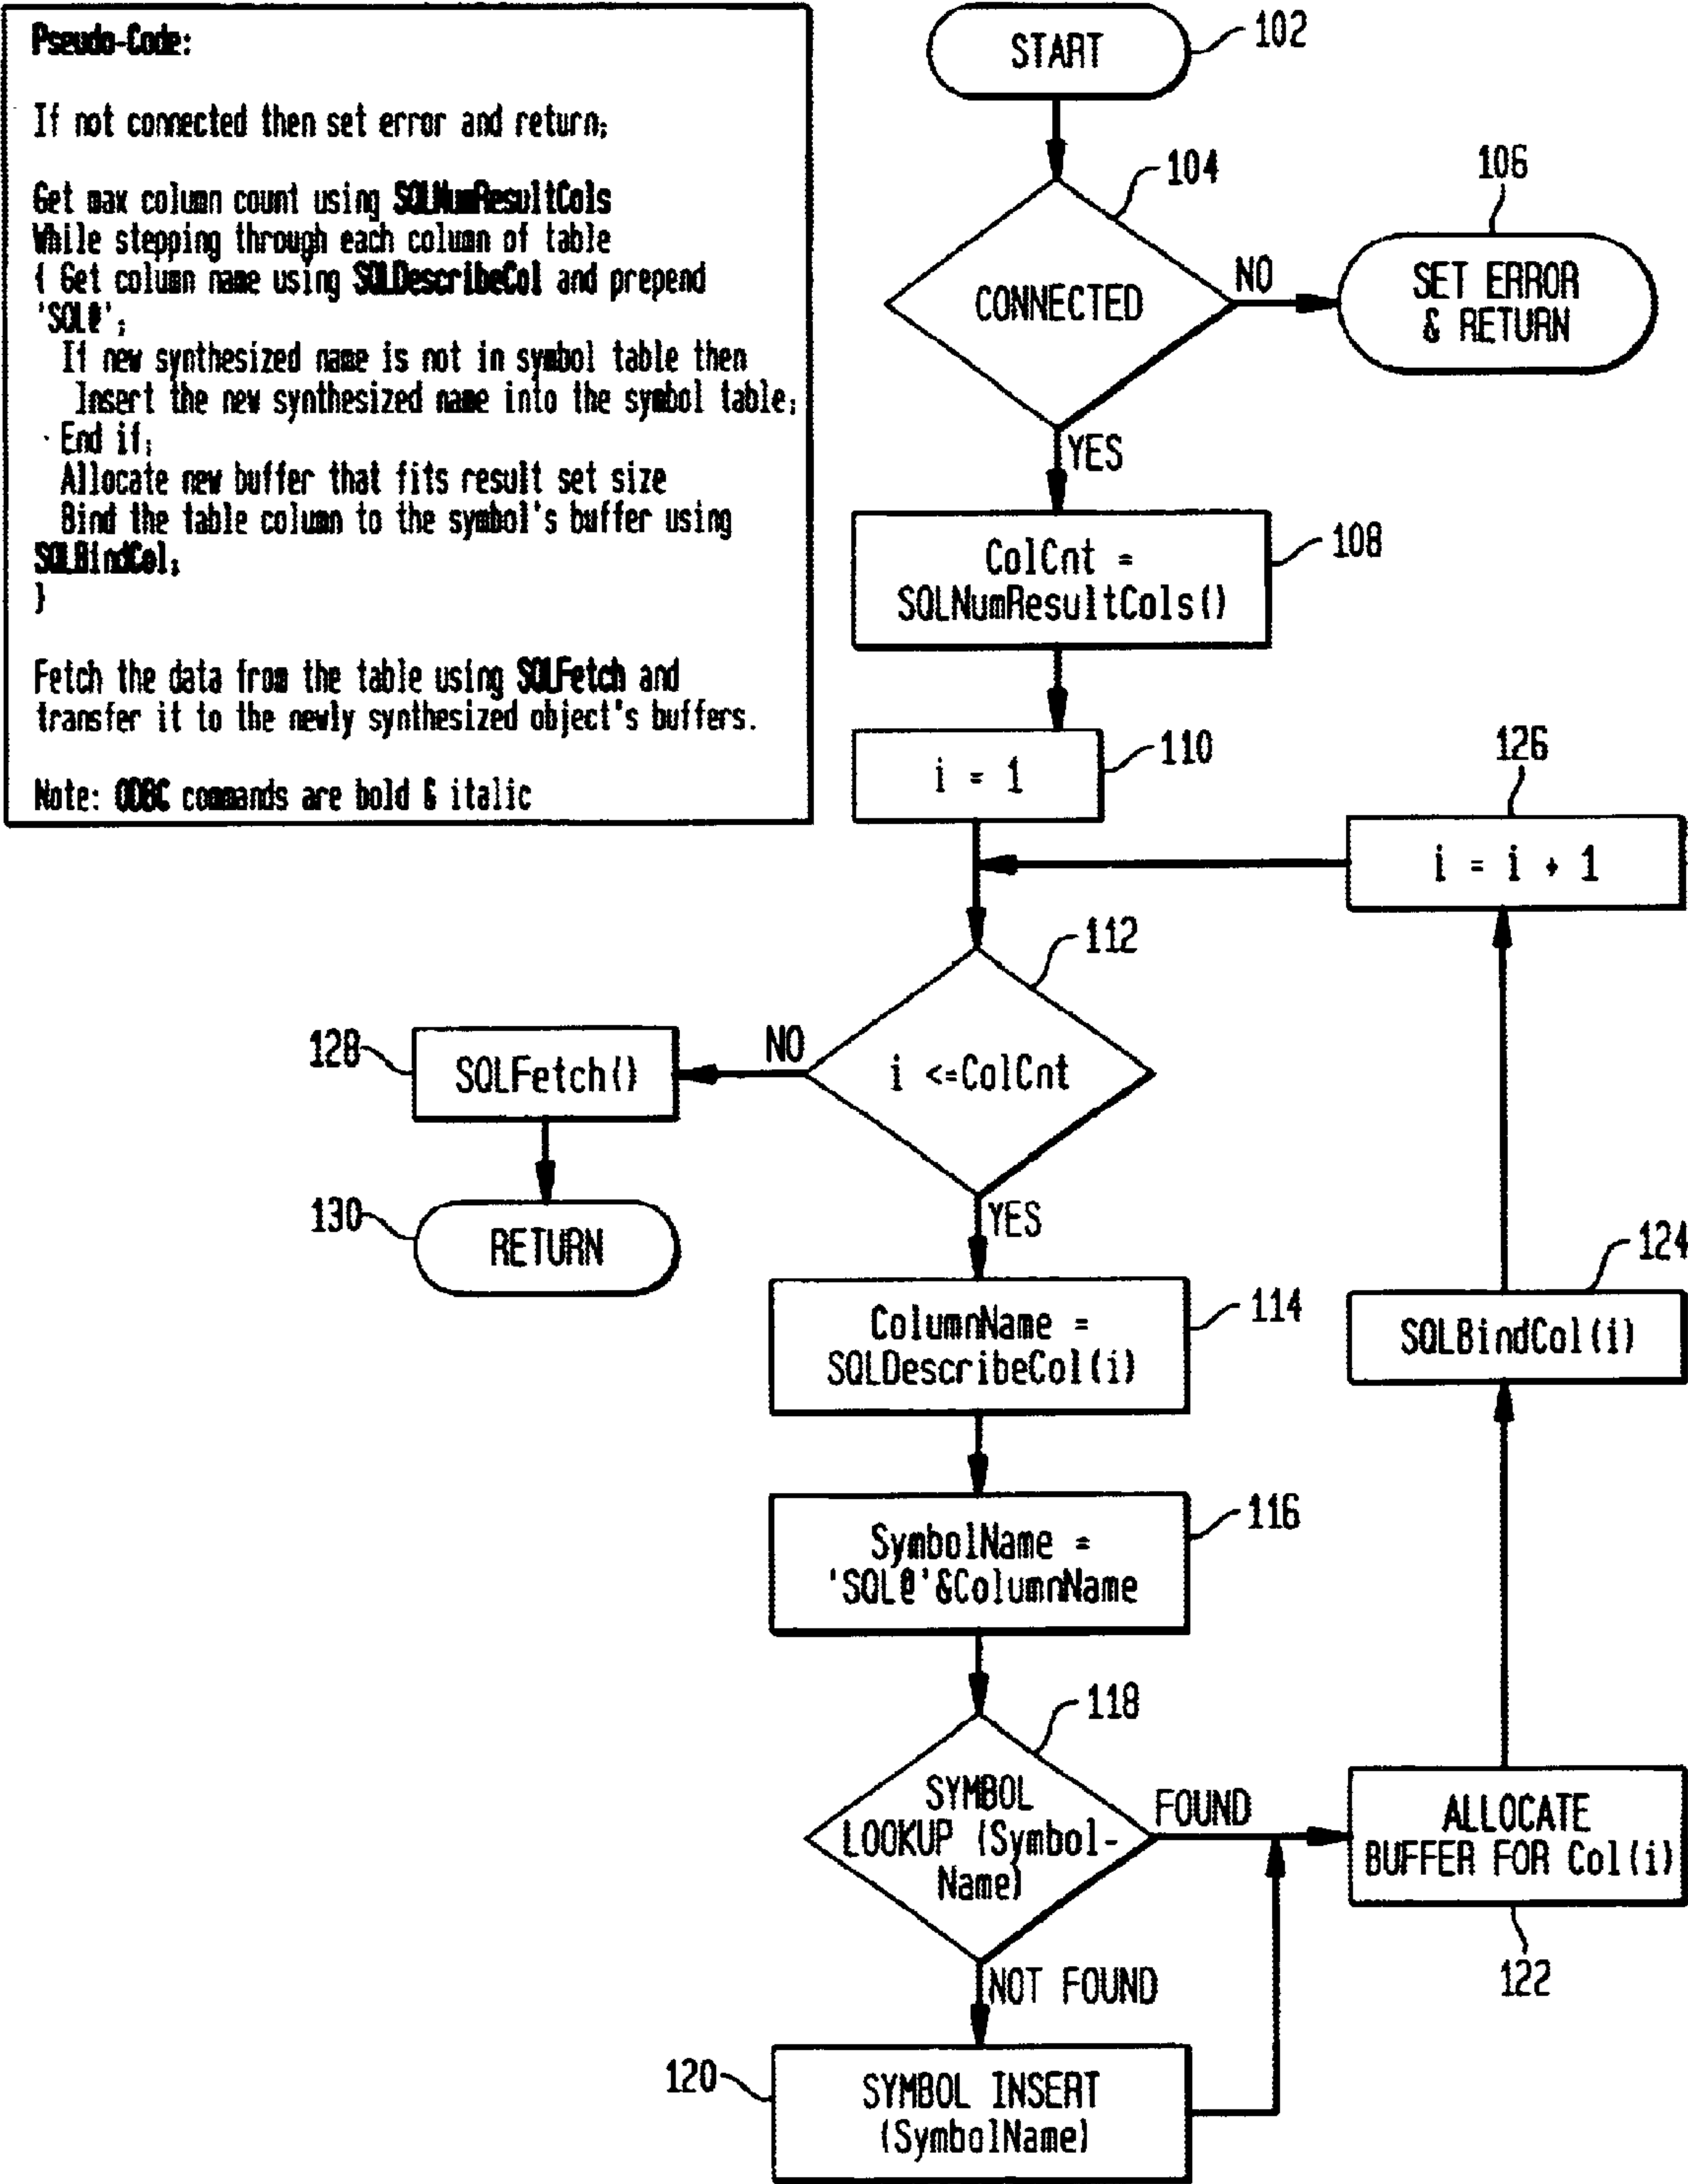 Pseudo-Code:
If not connected then set error and return;
Get max column count using SQLNumResultCols
While stepping through each column of table
{ Get column name using SQLDescribeCol and prepend
'SQL@';
If new synthesized name is not in symbol table then
Insert the new synthesized name into the symbol table;
End if;
Allocate new buffer that fits result set size
Bind the table column to the symbol's buffer using
SQLBindCol;
}
Fetch the data from the table using SQLFetch and
transfer it to the newly synthesized object's buffers.
Note: ODBC commands are bold & italic
START
102
CONNECTED
104
NO
SET ERROR
& RETURN
106
YES
ColCnt =
SQLNumResultCols()
108
i = 1
110
i = i + 1
126
i <=ColCnt
112
NO
SQLFetch()
128
RETURN
130
YES
ColumnName =
SQLDescribeCol(i)
114
SQLBindCol(i)
124
SymbolName =
'SQL@'&ColumnName
116
SYMBOL
LOOKUP (Symbol-
Name)
118
FOUND
ALLOCATE
BUFFER FOR Col(i)
122
NOT FOUND
SYMBOL INSERT
(SymbolName)
120